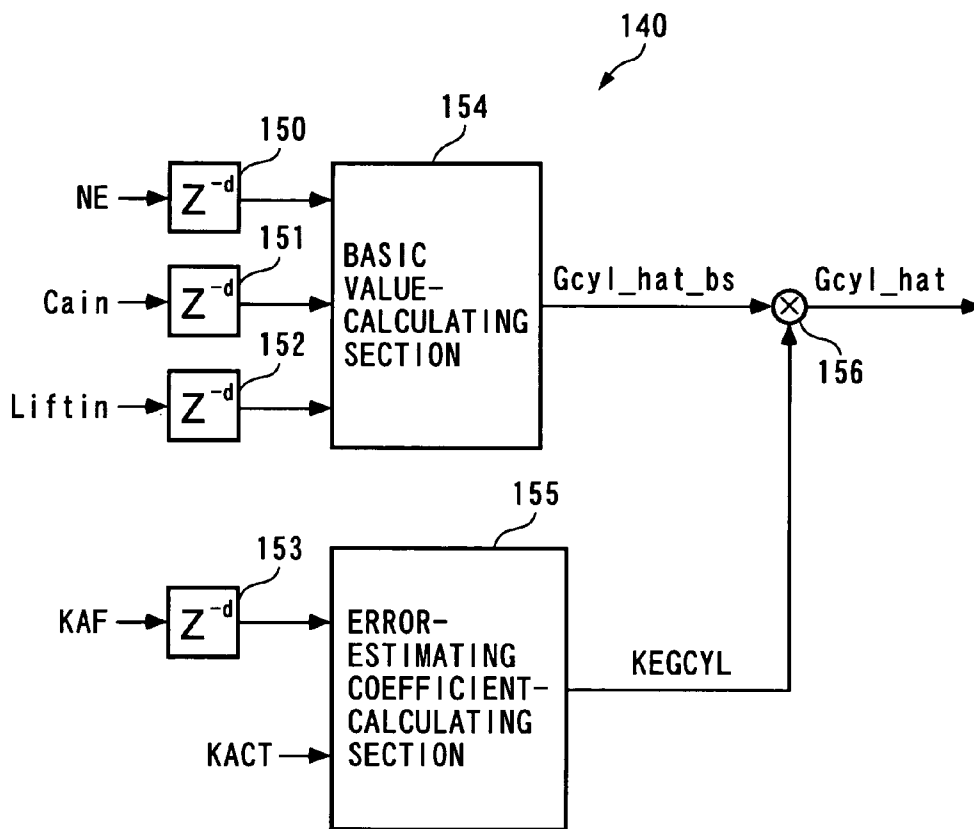 140
154
150
NE
Z⁻ᵈ
151
Cain
Z⁻ᵈ
152
Liftin
Z⁻ᵈ
BASIC
VALUE-
CALCULATING
SECTION
Gcyl_hat_bs
Gcyl_hat
156
155
153
KAF
Z⁻ᵈ
KACT
ERROR-
ESTIMATING
COEFFICIENT-
CALCULATING
SECTION
KEGCYL